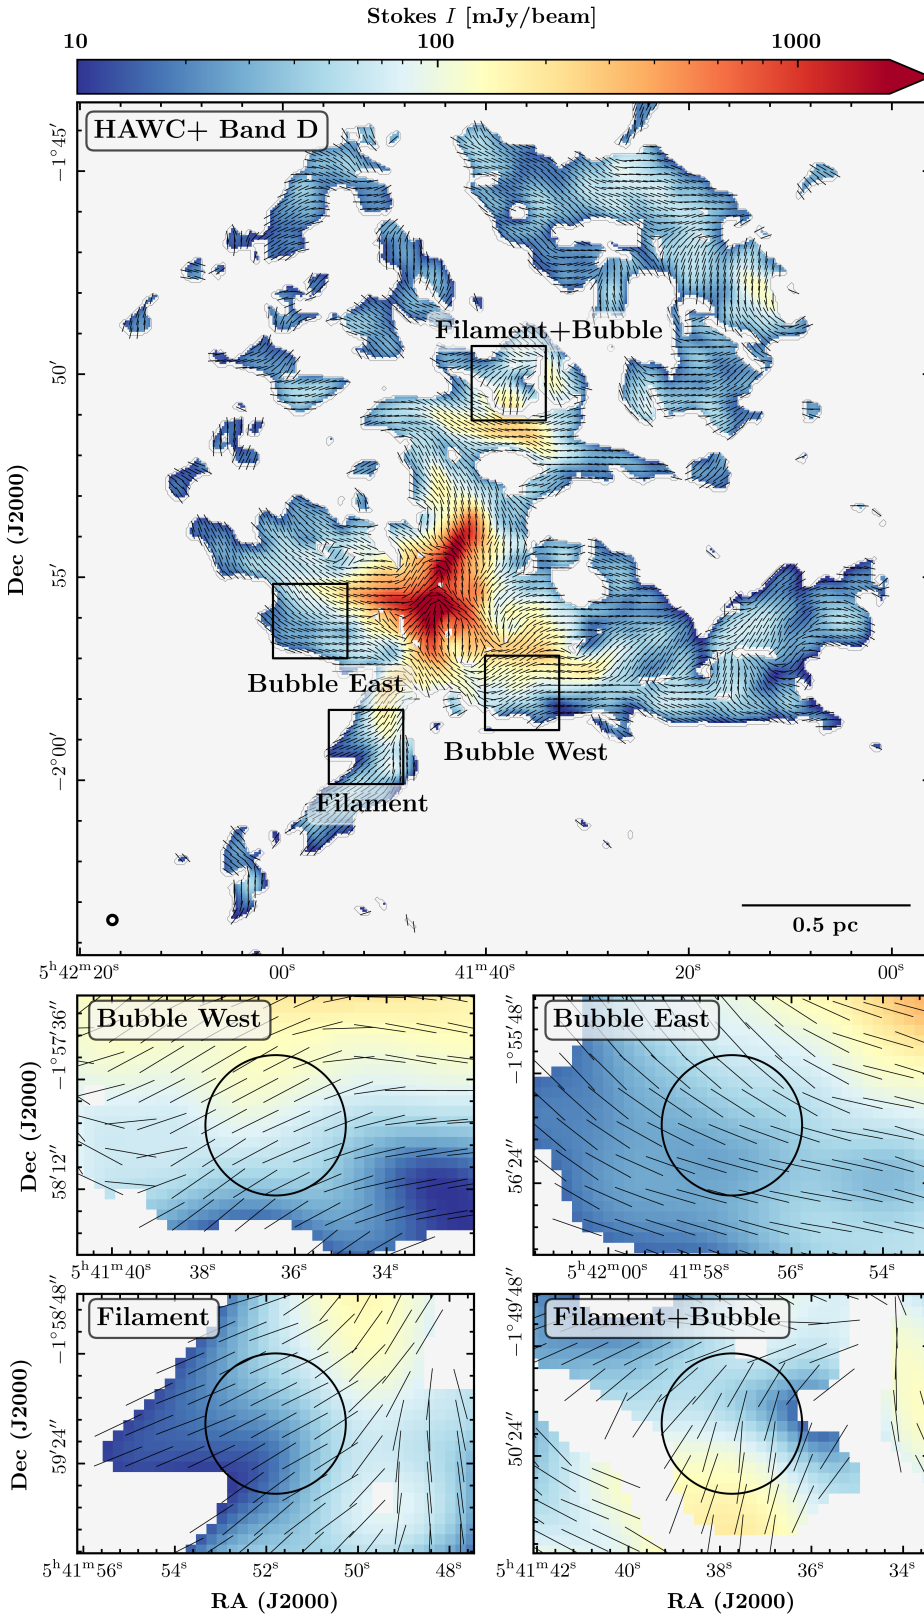 Stokes I [mJy/beam]
10 100 1000
HAWC+ Band D
−1°45′
Filament+Bubble
50′
Dec (J2000)
55′
Bubble East
Bubble West
−2°00′
Filament
0.5 pc
5ʰ42ᵐ20ˢ 00ˢ 41ᵐ40ˢ 20ˢ 00ˢ
Bubble West
−1°57′36″
Dec (J2000)
58′12″
5ʰ41ᵐ40ˢ 38ˢ 36ˢ 34ˢ
Bubble East
−1°55′48″
56′24″
5ʰ42ᵐ00ˢ 41ᵐ58ˢ 56ˢ 54ˢ
Filament
−1°58′48″
Dec (J2000)
59′24″
5ʰ41ᵐ56ˢ 54ˢ 52ˢ 50ˢ 48ˢ
RA (J2000)
Filament+Bubble
−1°49′48″
50′24″
5ʰ41ᵐ42ˢ 40ˢ 38ˢ 36ˢ 34ˢ
RA (J2000)